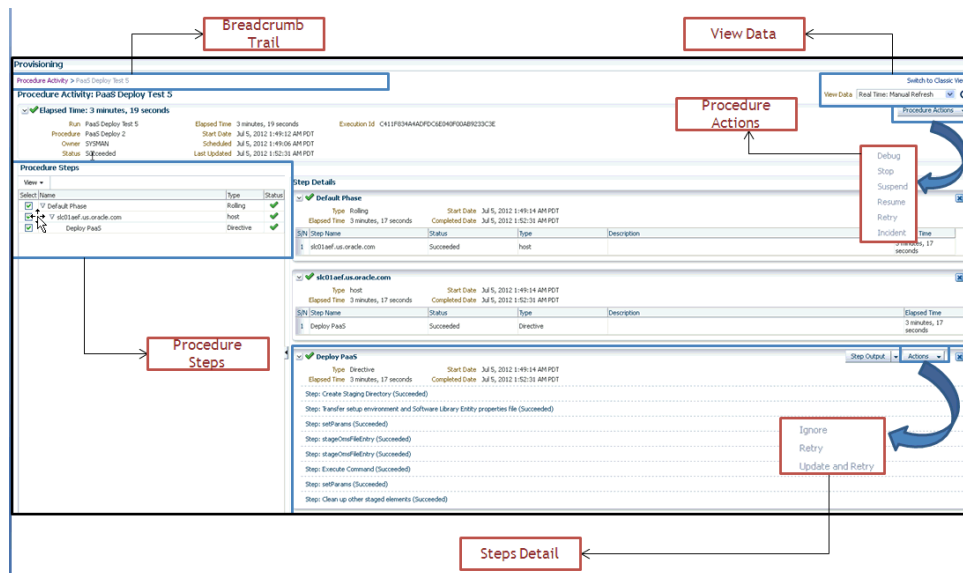 Breadcrumb
Trail
View Data
Provisioning
Procedure Activity > PaaS Deploy Test 5
Switch to Classic View
Procedure Activity: PaaS Deploy Test 5
View Data Real Time: Manual Refresh
Elapsed Time: 3 minutes, 19 seconds
Procedure Actions
Run PaaS Deploy Test 5 Elapsed Time 3 minutes, 19 seconds Execution Id C411F834A4ADFDC6E040F00AB9233C3E
Procedure PaaS Deploy 2 Start Date Jul 5, 2012 1:49:12 AM PDT
Owner SYSMAN Scheduled Jul 5, 2012 1:49:06 AM PDT
Status Succeeded Last Updated Jul 5, 2012 1:52:31 AM PDT
Procedure
Actions
Debug
Stop
Suspend
Resume
Retry
Incident
Procedure Steps
View
Select Name Type Status
Default Phase Rolling
slc01aef.us.oracle.com host
Deploy PaaS Directive
Step Details
Default Phase
Type Rolling Start Date Jul 5, 2012 1:49:14 AM PDT
Elapsed Time 3 minutes, 17 seconds Completed Date Jul 5, 2012 1:52:31 AM PDT
S/N Step Name Status Type Description Time
1 slc01aef.us.oracle.com Succeeded host 3 minutes, 17
seconds
slc01aef.us.oracle.com
Type host Start Date Jul 5, 2012 1:49:14 AM PDT
Elapsed Time 3 minutes, 17 seconds Completed Date Jul 5, 2012 1:52:31 AM PDT
S/N Step Name Status Type Description Elapsed Time
1 Deploy PaaS Succeeded Directive 3 minutes, 17
seconds
Procedure
Steps
Deploy PaaS Step Output Actions
Type Directive Start Date Jul 5, 2012 1:49:14 AM PDT
Elapsed Time 3 minutes, 17 seconds Completed Date Jul 5, 2012 1:52:31 AM PDT
Step: Create Staging Directory (Succeeded)
Step: Transfer setup environment and Software Library Entity properties file (Succeeded)
Step: setParams (Succeeded)
Step: stageOmsFileEntry (Succeeded)
Step: stageOmsFileEntry (Succeeded)
Step: Execute Command (Succeeded)
Step: setParams (Succeeded)
Step: Clean up other staged elements (Succeeded)
Ignore
Retry
Update and Retry
Steps Detail